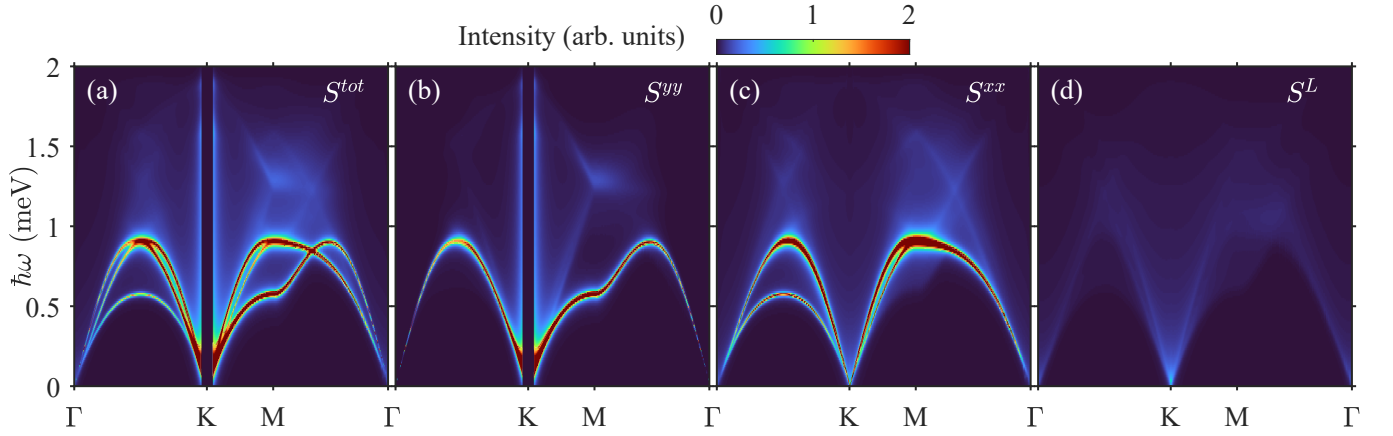 Intensity (arb. units)
0 1 2
ħω (meV)
2
1.5
1
0.5
0
(a) S^{tot}
(b) S^{yy}
(c) S^{xx}
(d) S^{L}
Γ K M Γ K M Γ K M Γ K M Γ